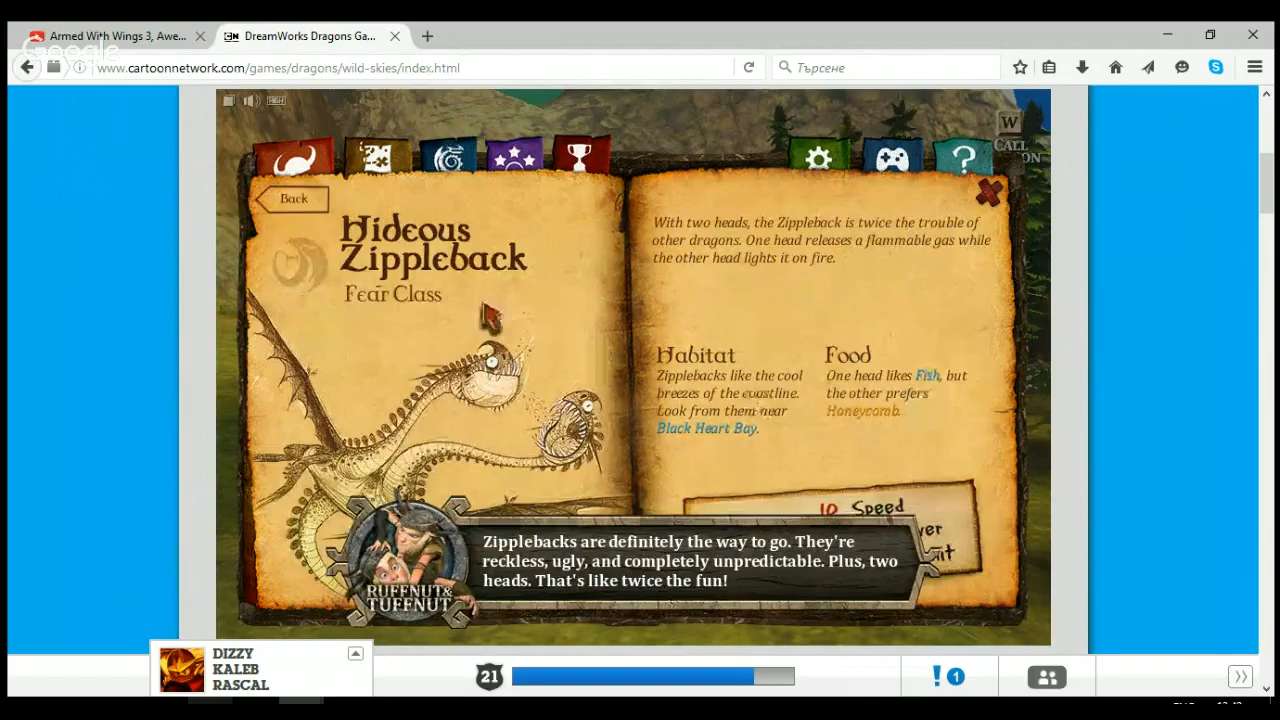 Armed With Wings 3, Awe...
DreamWorks Dragons Ga...
Google
www.cartoonnetwork.com/games/dragons/wild-skies/index.html
Търсене
HIGH
W
CALL
Back
Hideous
Zippleback
Fear Class
With two heads, the Zippleback is twice the trouble of
other dragons. One head releases a flammable gas while
the other head lights it on fire.
Habitat
Zipplebacks like the cool
breezes of the coastline.
Look from them near
Black Heart Bay.
Food
One head likes Fish, but
the other prefers
Honeycomb.
10 Speed
Zipplebacks are definitely the way to go. They're
reckless, ugly, and completely unpredictable. Plus, two
heads. That's like twice the fun!
RUFFNUT&
TUFFNUT
DIZZY
KALEB
RASCAL
21
! 1